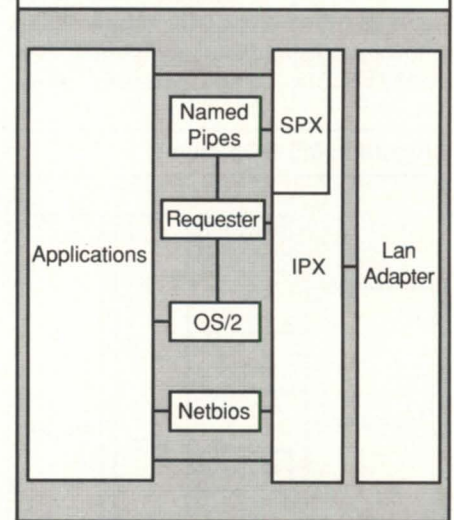 Named
Pipes
SPX
Requester
Applications
IPX
Lan
Adapter
OS/2
Netbios